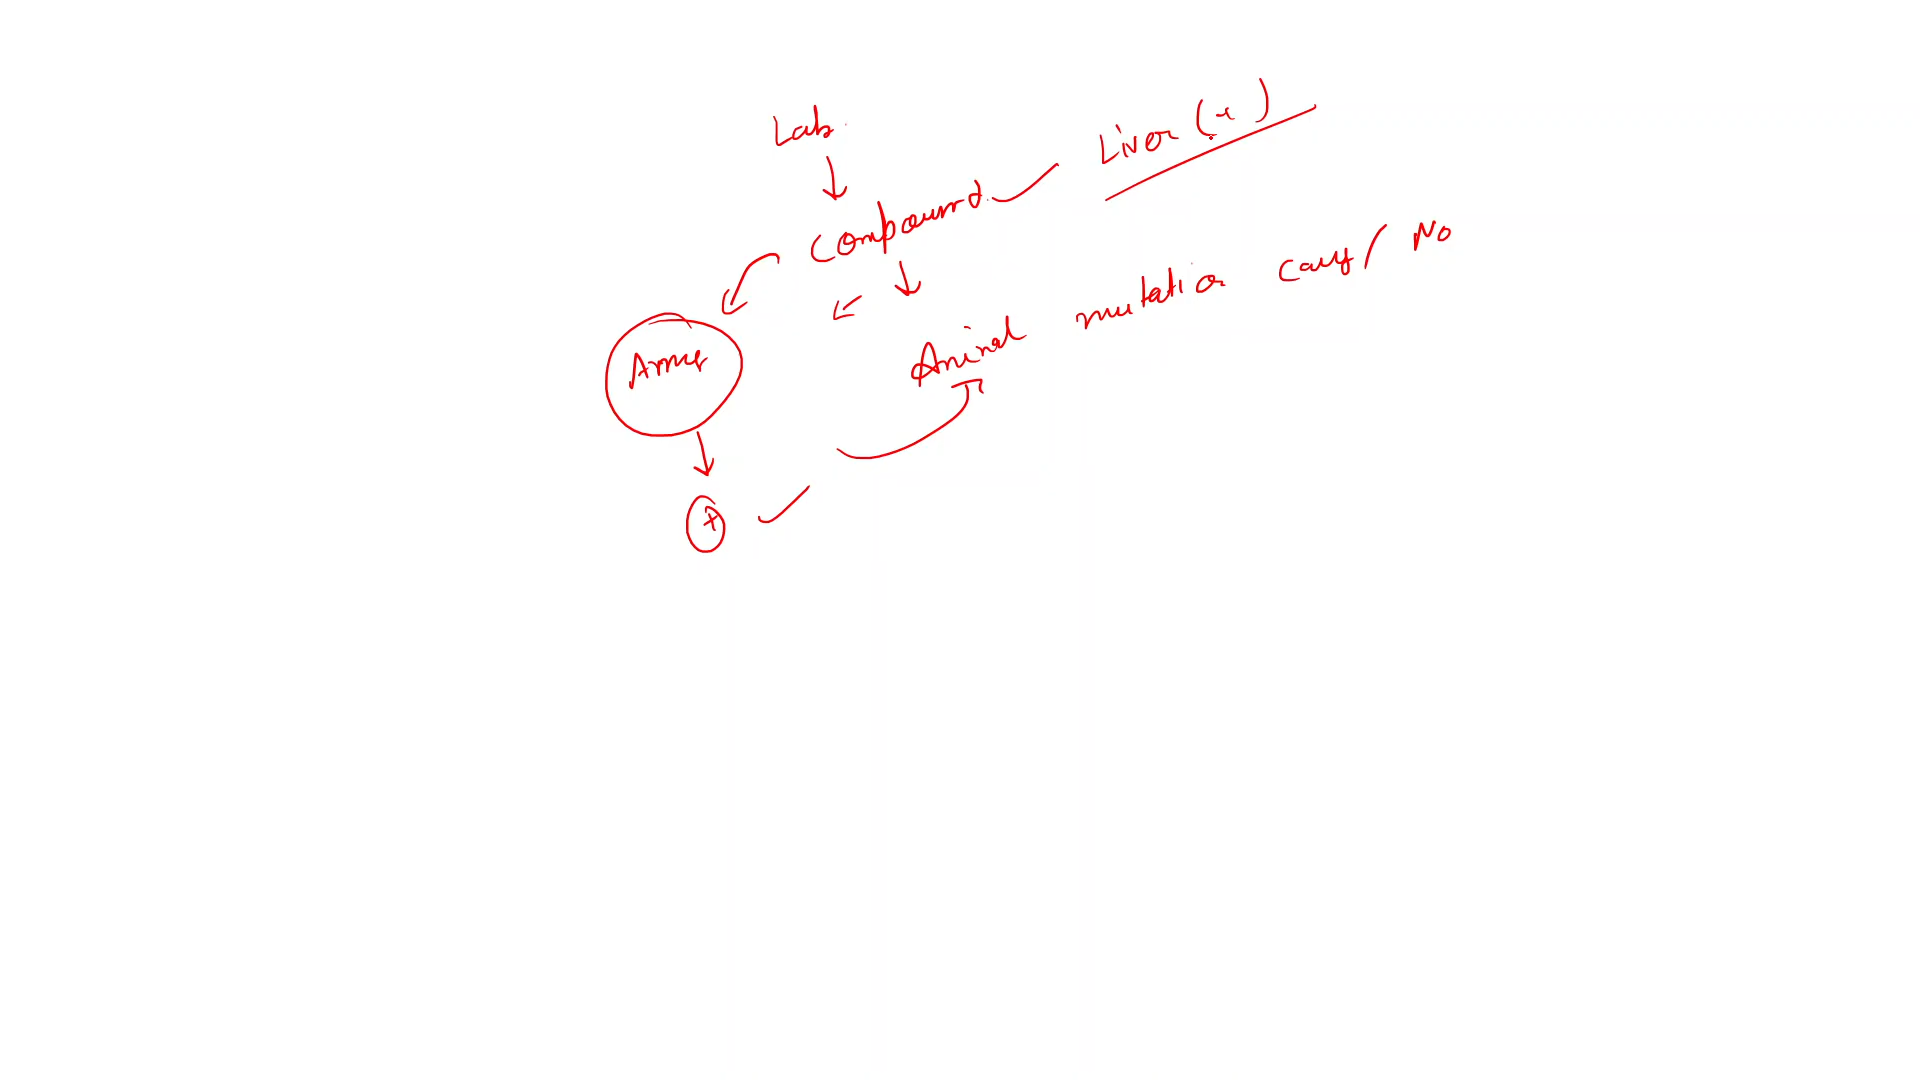 Lab
Liver (x)
Compound
mutation cause/ No
Animal
Ames
+